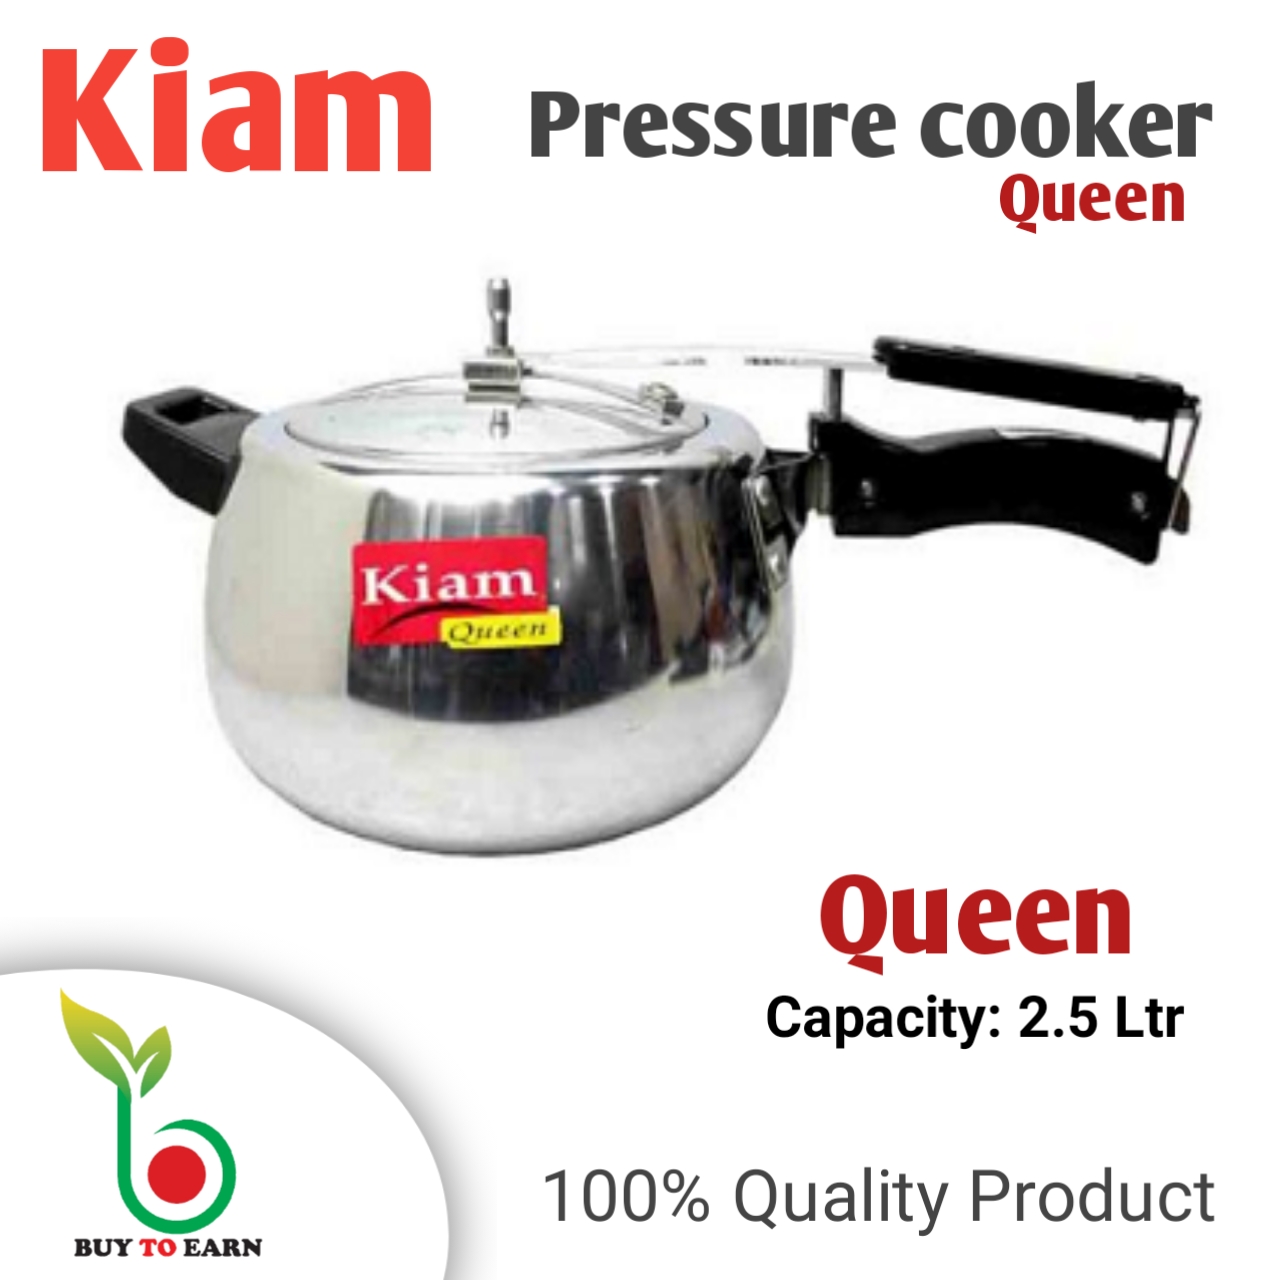 Kiam
Pressure cooker
Queen
Kiam
Queen
Queen
Capacity: 2.5 Ltr
100% Quality Product
BUY TO EARN